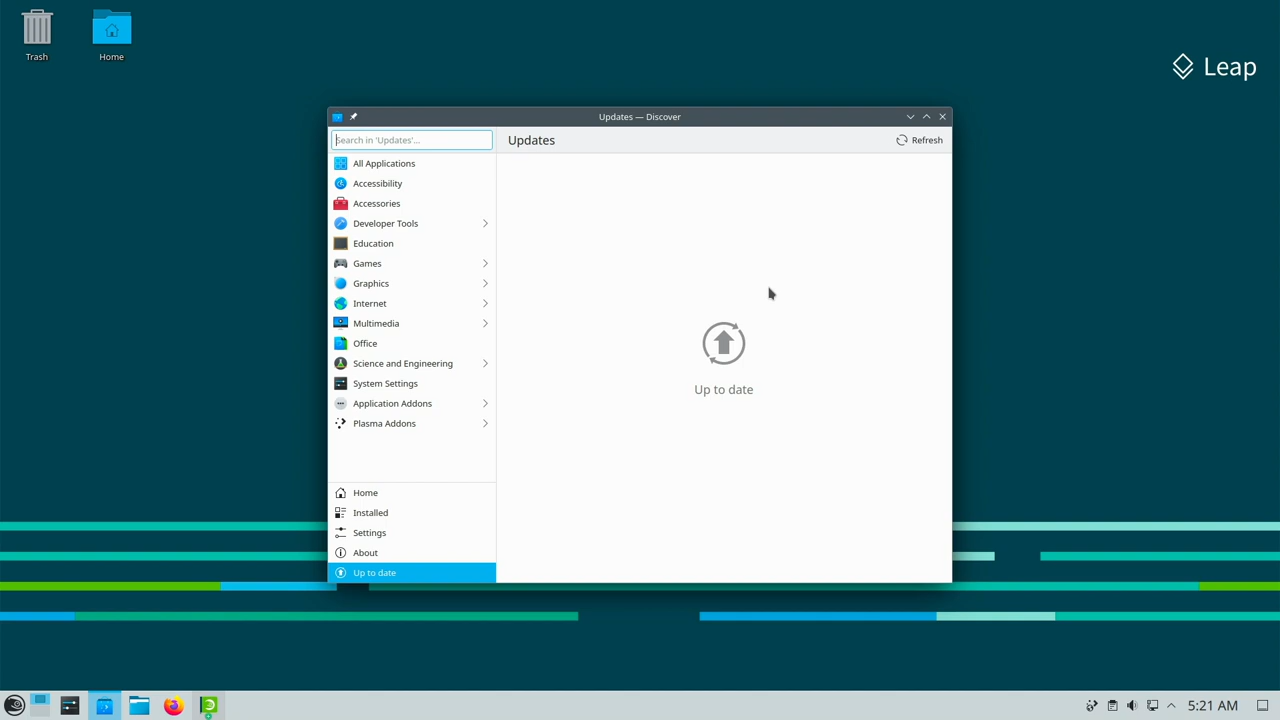 Trash
Home
Leap
Updates — Discover
Search in 'Updates'...
Updates
Refresh
All Applications
Accessibility
Accessories
Developer Tools
Education
Games
Graphics
Internet
Multimedia
Office
Science and Engineering
System Settings
Application Addons
Plasma Addons
Up to date
Home
Installed
Settings
About
Up to date
5:21 AM